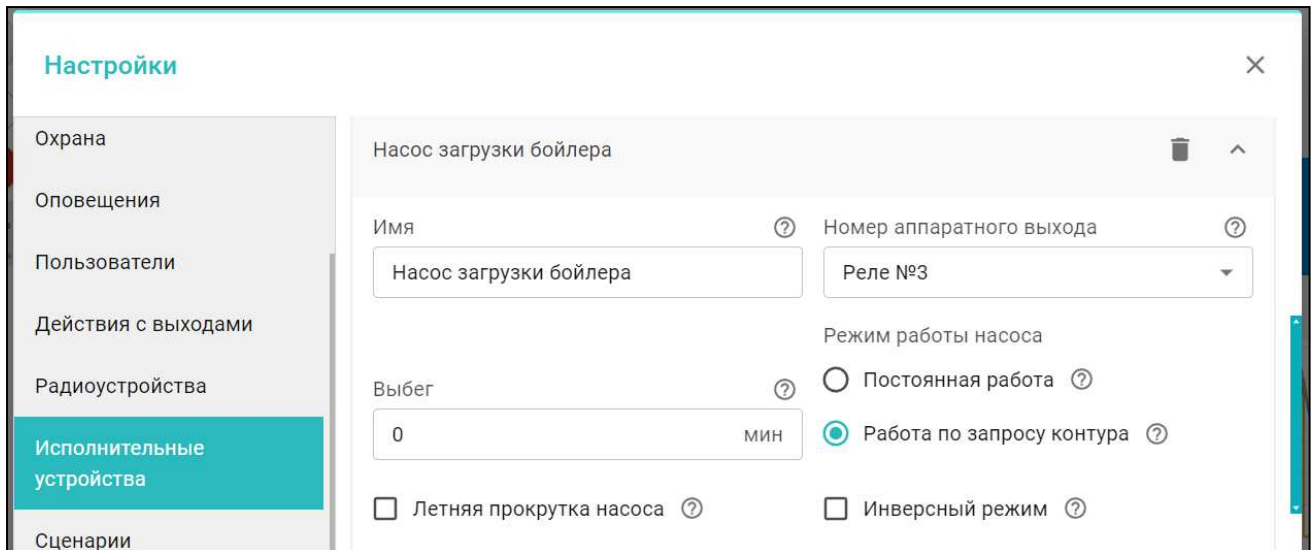 Настройки
Охрана
Оповещения
Пользователи
Действия с выходами
Радиоустройства
Исполнительные
устройства
Сценарии
Насос загрузки бойлера
Имя
Насос загрузки бойлера
Номер аппаратного выхода
Реле №3
Выбег
0 мин
Режим работы насоса
Постоянная работа
Работа по запросу контура
Летняя прокрутка насоса
Инверсный режим